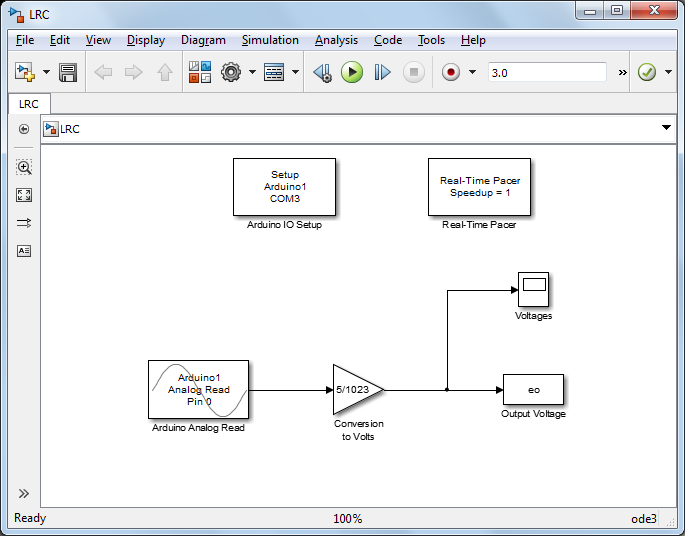 LRC
File Edit View Display Diagram Simulation Analysis Code Tools Help
3.0
»
LRC
LRC
Setup
Arduino1
COM3
Arduino IO Setup
Real-Time Pacer
Speedup = 1
Real-Time Pacer
Voltages
Arduino1
Analog Read
Pin 0
Arduino Analog Read
5/1023
Conversion
to Volts
eo
Output Voltage
Ready 100% ode3